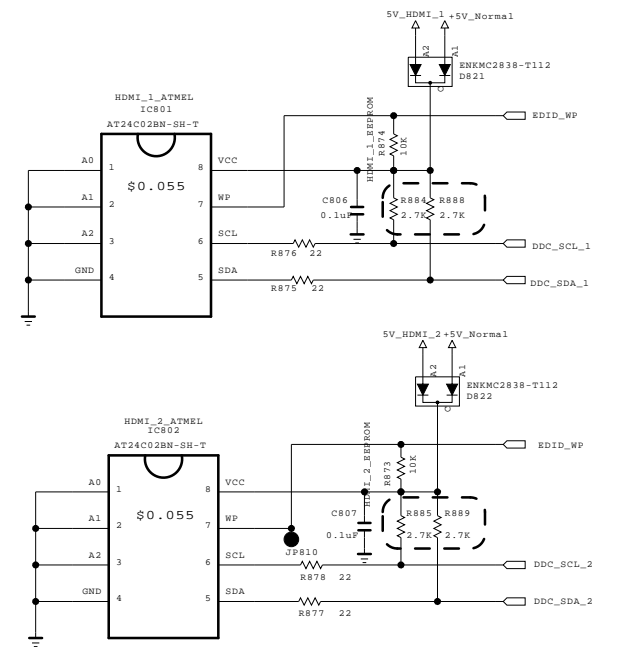 5V_HDMI_1 +5V_Normal
A2 A1
ENKMC2838-T112
D821
C
HDMI_1_ATMEL
IC801
AT24C02BN-SH-T
HDMI_1_EEPROM
R874
10K
EDID_WP
A0 1 8 VCC
$0.055
A1 2 7 WP
C806
0.1uF
R884 R888
2.7K 2.7K
A2 3 6 SCL
R876 22
DDC_SCL_1
GND 4 5 SDA
R875 22
DDC_SDA_1
5V_HDMI_2 +5V_Normal
A2 A1
ENKMC2838-T112
D822
C
HDMI_2_ATMEL
IC802
AT24C02BN-SH-T
HDMI_2_EEPROM
R873
10K
EDID_WP
A0 1 8 VCC
$0.055
A1 2 7 WP
C807
0.1uF
R885 R889
2.7K 2.7K
JP810
A2 3 6 SCL
R878 22
DDC_SCL_2
GND 4 5 SDA
R877 22
DDC_SDA_2